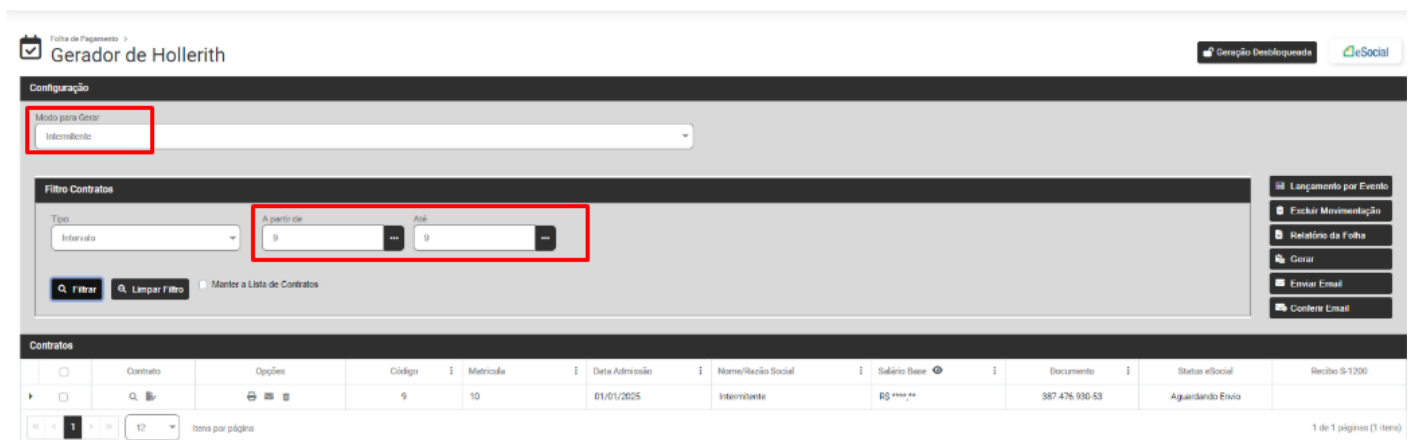 Folha de Pagamento >
Gerador de Hollerith
Geração Desbloqueada
eSocial
Configuração
Modo para Gerar
Intermitente
Filtro Contratos
Tipo
A partir de
Até
Intervalo
9
9
Filtrar
Limpar Filtro
Manter a Lista de Contratos
Lançamento por Evento
Excluir Movimentação
Relatório da Folha
Gerar
Enviar Email
Conferir Email
Contratos
Contrato Opções Código Matricula Data Admissão Nome/Razão Social Salário Base Documento Status eSocial Recibo S-1200
9 10 01/01/2025 Intermitente R$ ****,** 387.476.930-53 Aguardando Envio
1 12 itens por página 1 de 1 páginas (1 itens)